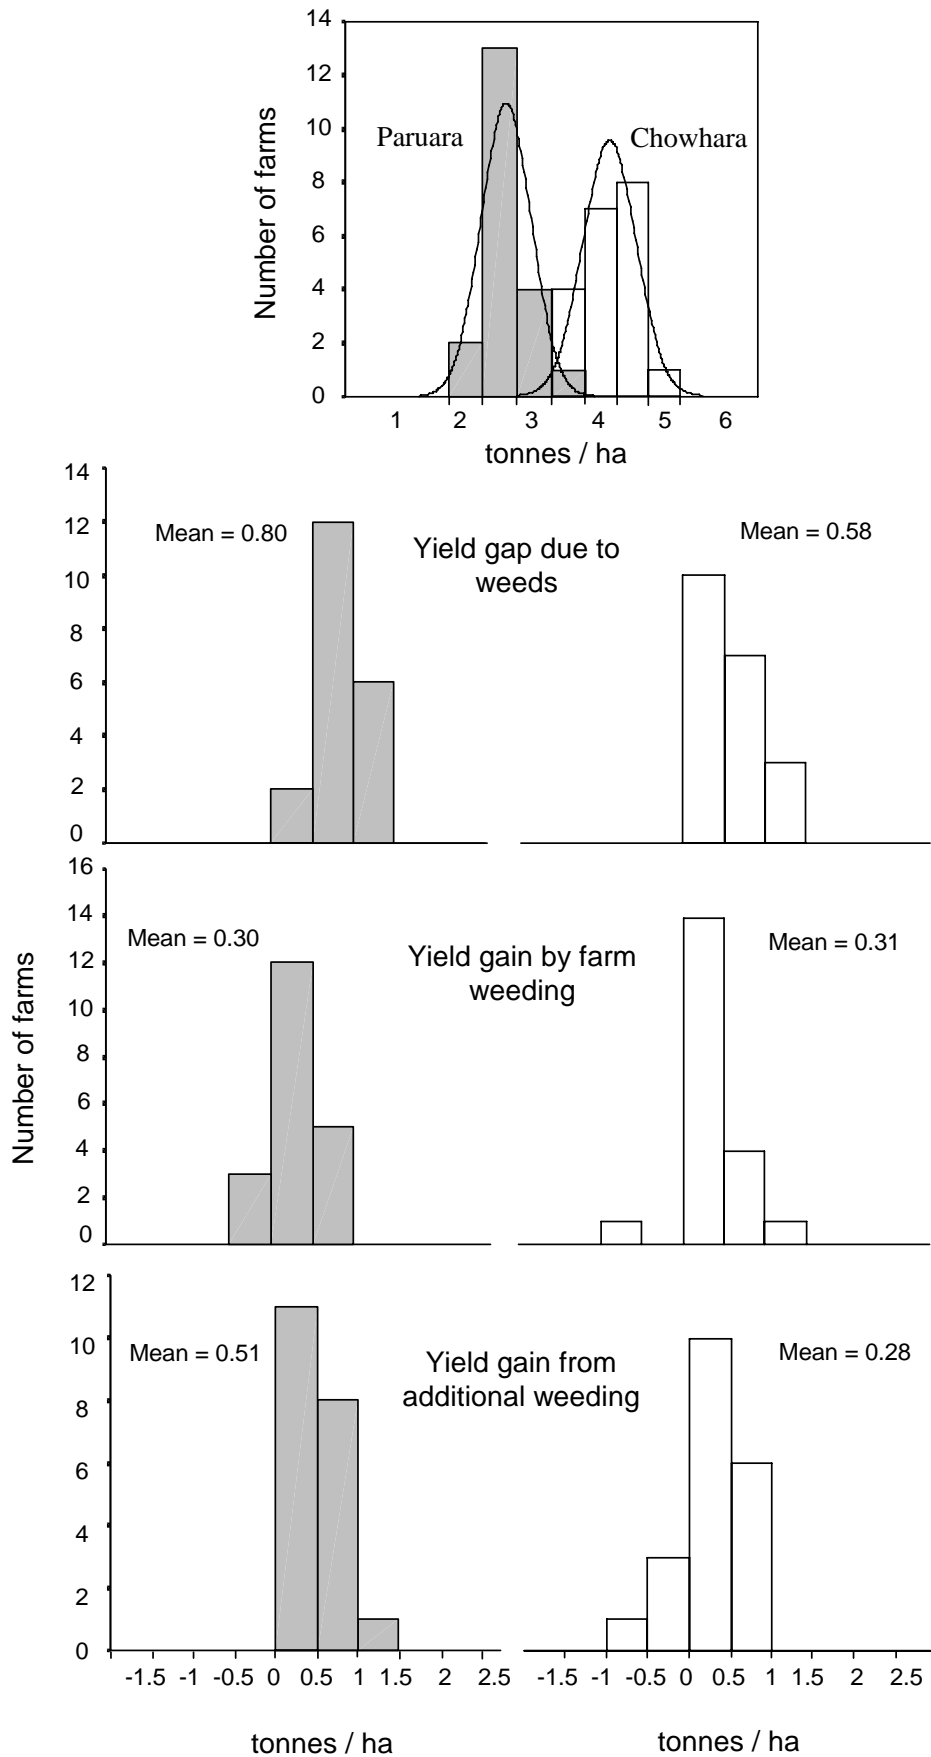 14
12
10
8
6
4
2
0
Number of farms
Paruara
Chowhara
1 2 3 4 5 6
tonnes / ha
14
12
10
8
6
4
2
0
Mean = 0.80
Yield gap due to
weeds
Mean = 0.58
16
14
12
10
8
6
4
2
0
Number of farms
Mean = 0.30
Yield gain by farm
weeding
Mean = 0.31
12
10
8
6
4
2
0
Mean = 0.51
Yield gain from
additional weeding
Mean = 0.28
-1.5 -1 -0.5 0 0.5 1 1.5 2 2.5
-1.5 -1 -0.5 0 0.5 1 1.5 2 2.5
tonnes / ha
tonnes / ha